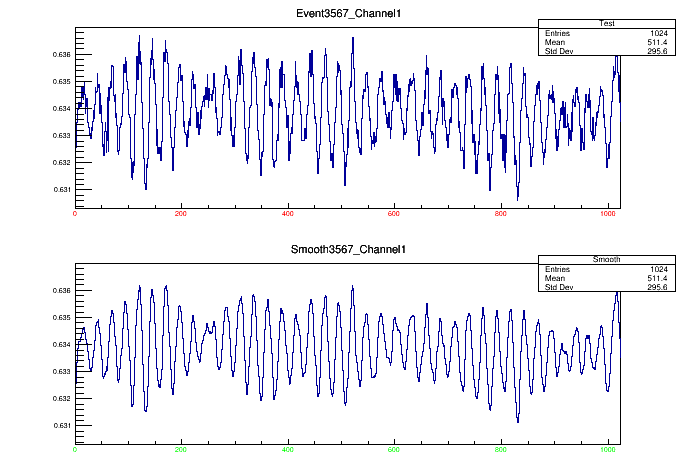 Event3567_Channel1
Test
Entries 1024
Mean 511.4
Std Dev 295.6
0.636
0.635
0.634
0.633
0.632
0.631
0 200 400 600 800 1000
Smooth3567_Channel1
Smooth
Entries 1024
Mean 511.4
Std Dev 295.6
0.636
0.635
0.634
0.633
0.632
0.631
0 200 400 600 800 1000